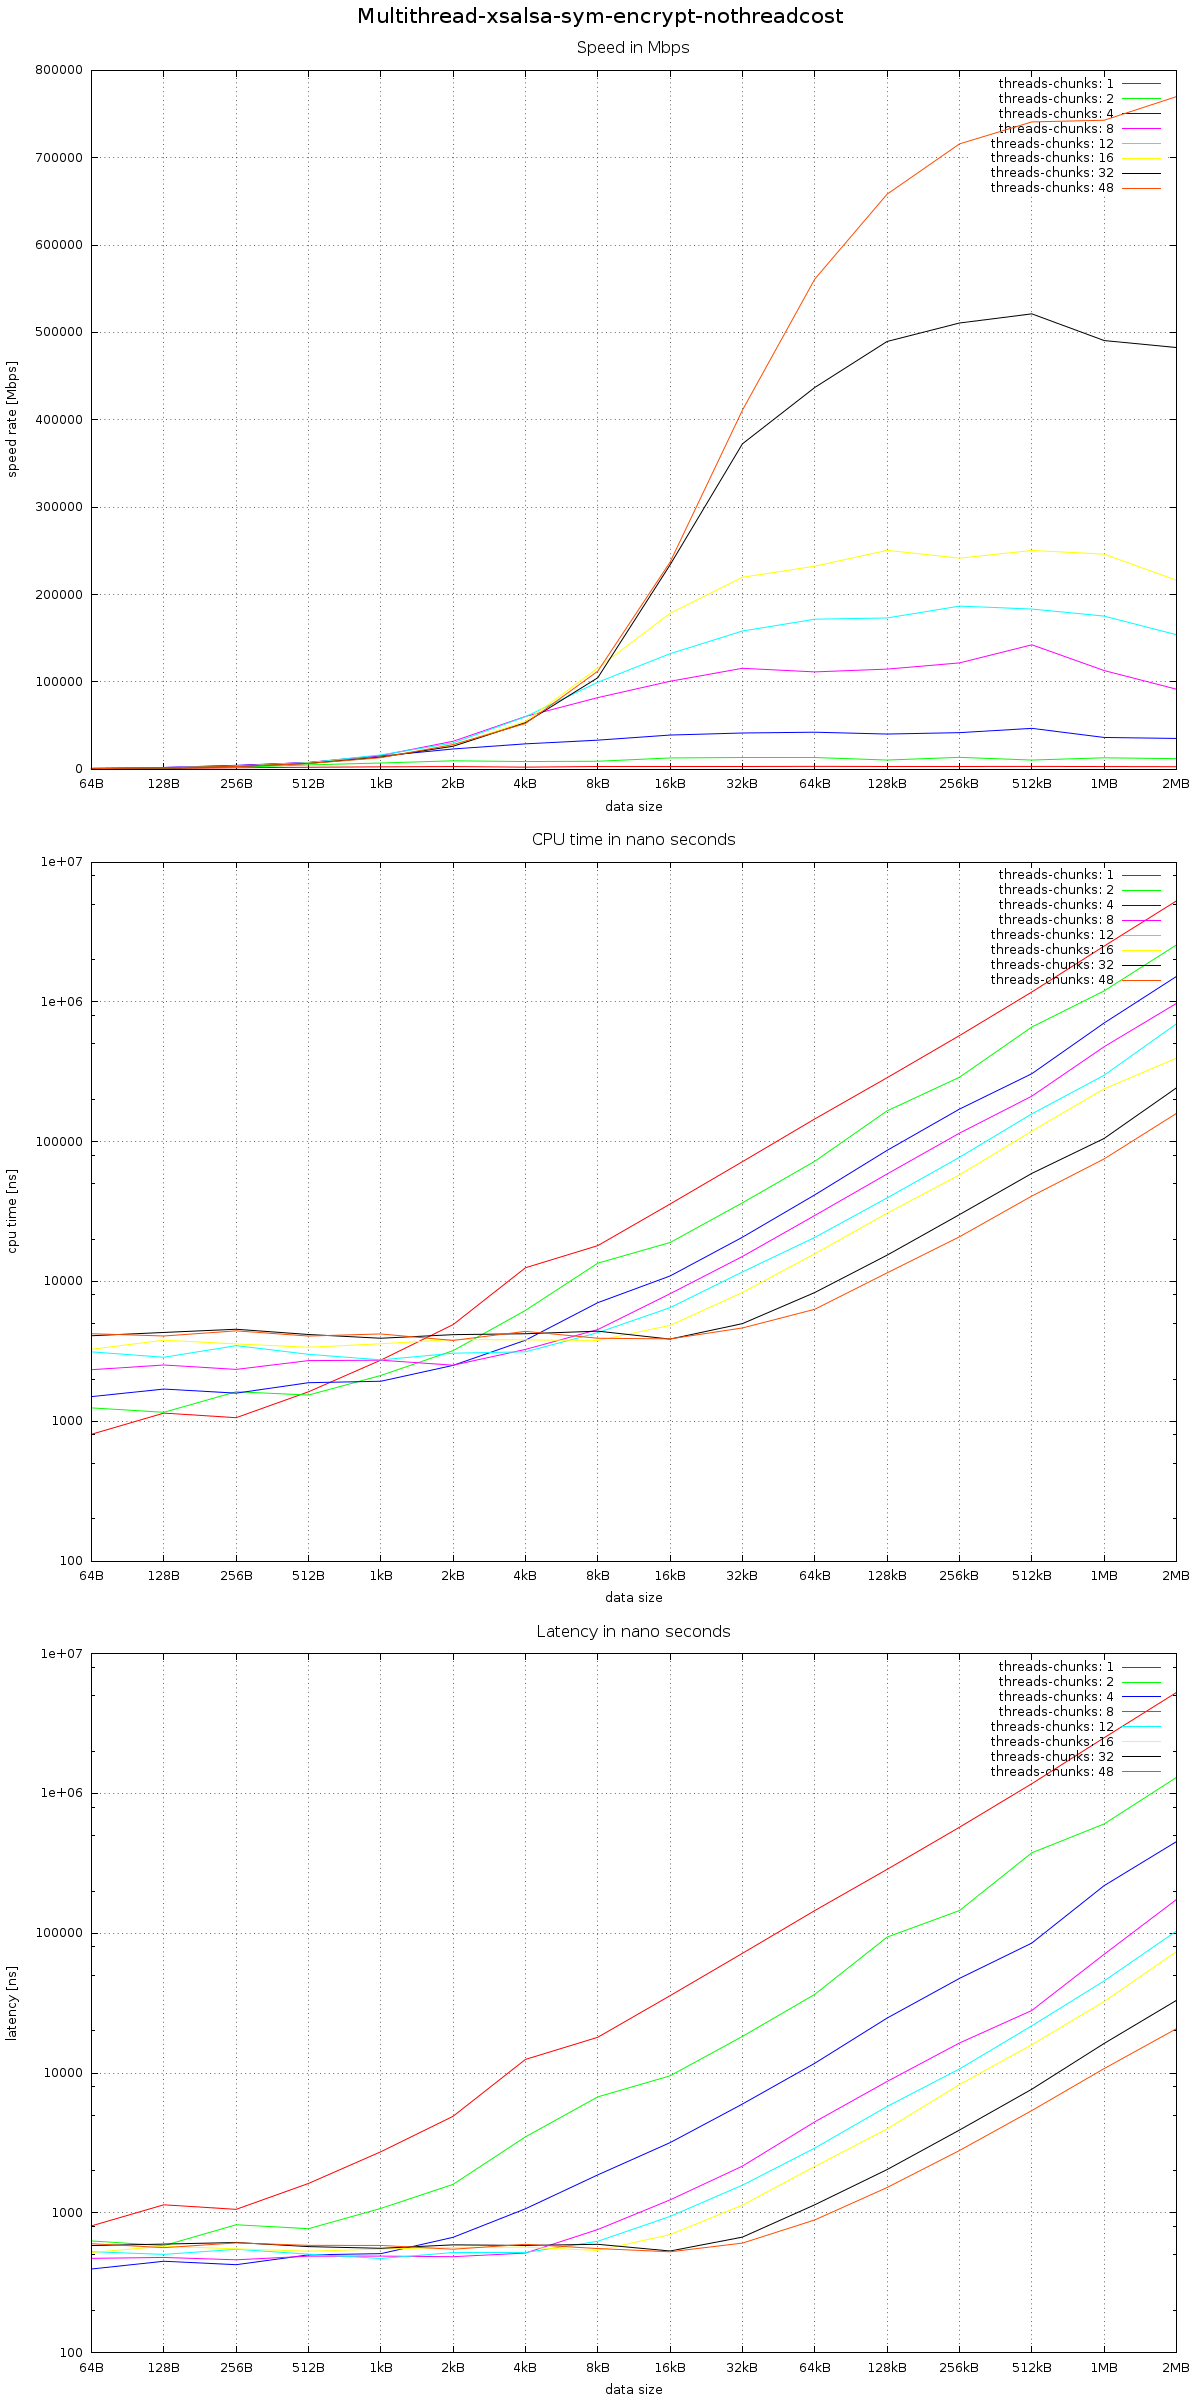 Multithread-xsalsa-sym-encrypt-nothreadcost
Speed in Mbps
800000
700000
600000
500000
400000
300000
200000
100000
0
speed rate [Mbps]
threads-chunks: 1
threads-chunks: 2
threads-chunks: 4
threads-chunks: 8
threads-chunks: 12
threads-chunks: 16
threads-chunks: 32
threads-chunks: 48
64B 128B 256B 512B 1kB 2kB 4kB 8kB 16kB 32kB 64kB 128kB 256kB 512kB 1MB 2MB
data size
CPU time in nano seconds
1e+07
1e+06
100000
10000
1000
100
cpu time [ns]
threads-chunks: 1
threads-chunks: 2
threads-chunks: 4
threads-chunks: 8
threads-chunks: 12
threads-chunks: 16
threads-chunks: 32
threads-chunks: 48
64B 128B 256B 512B 1kB 2kB 4kB 8kB 16kB 32kB 64kB 128kB 256kB 512kB 1MB 2MB
data size
Latency in nano seconds
1e+07
1e+06
100000
10000
1000
100
latency [ns]
threads-chunks: 1
threads-chunks: 2
threads-chunks: 4
threads-chunks: 8
threads-chunks: 12
threads-chunks: 16
threads-chunks: 32
threads-chunks: 48
64B 128B 256B 512B 1kB 2kB 4kB 8kB 16kB 32kB 64kB 128kB 256kB 512kB 1MB 2MB
data size